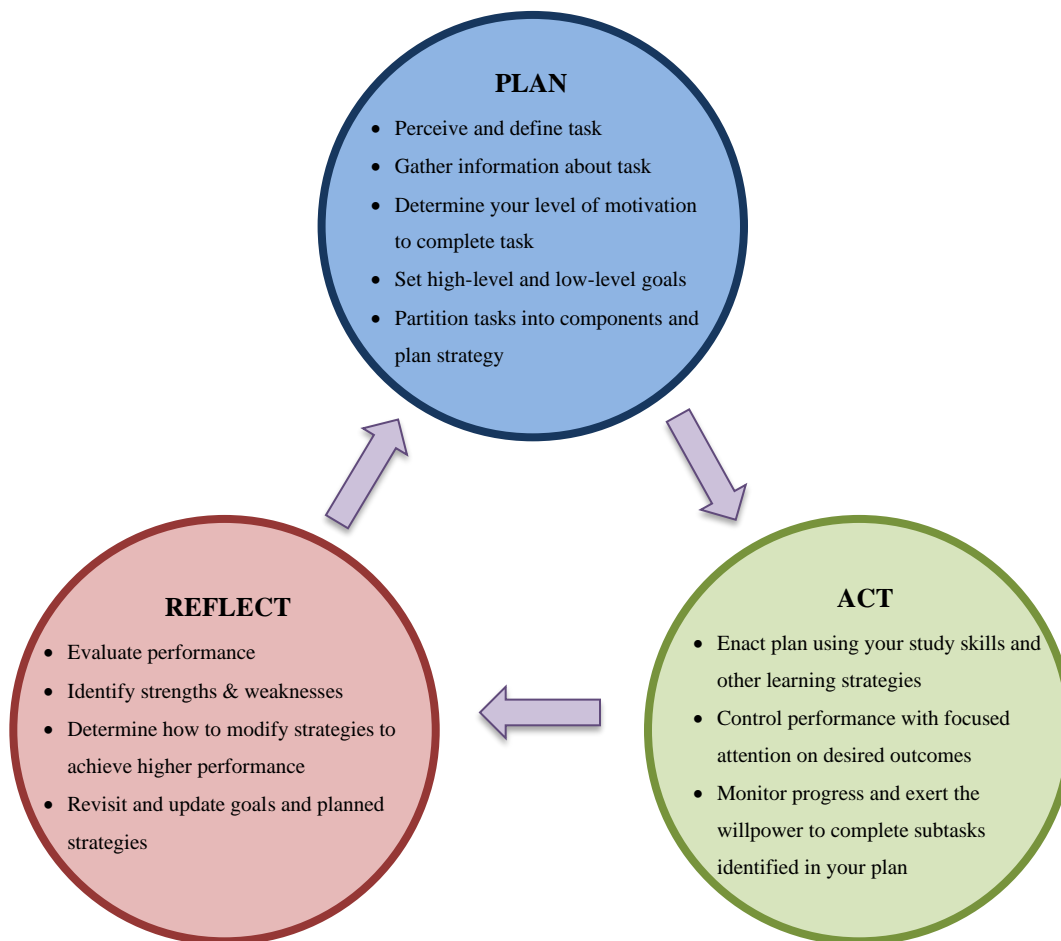 PLAN
• Perceive and define task
• Gather information about task
• Determine your level of motivation
to complete task
• Set high-level and low-level goals
• Partition tasks into components and
plan strategy
REFLECT
• Evaluate performance
• Identify strengths & weaknesses
• Determine how to modify strategies to
achieve higher performance
• Revisit and update goals and planned
strategies
ACT
• Enact plan using your study skills and
other learning strategies
• Control performance with focused
attention on desired outcomes
• Monitor progress and exert the
willpower to complete subtasks
identified in your plan